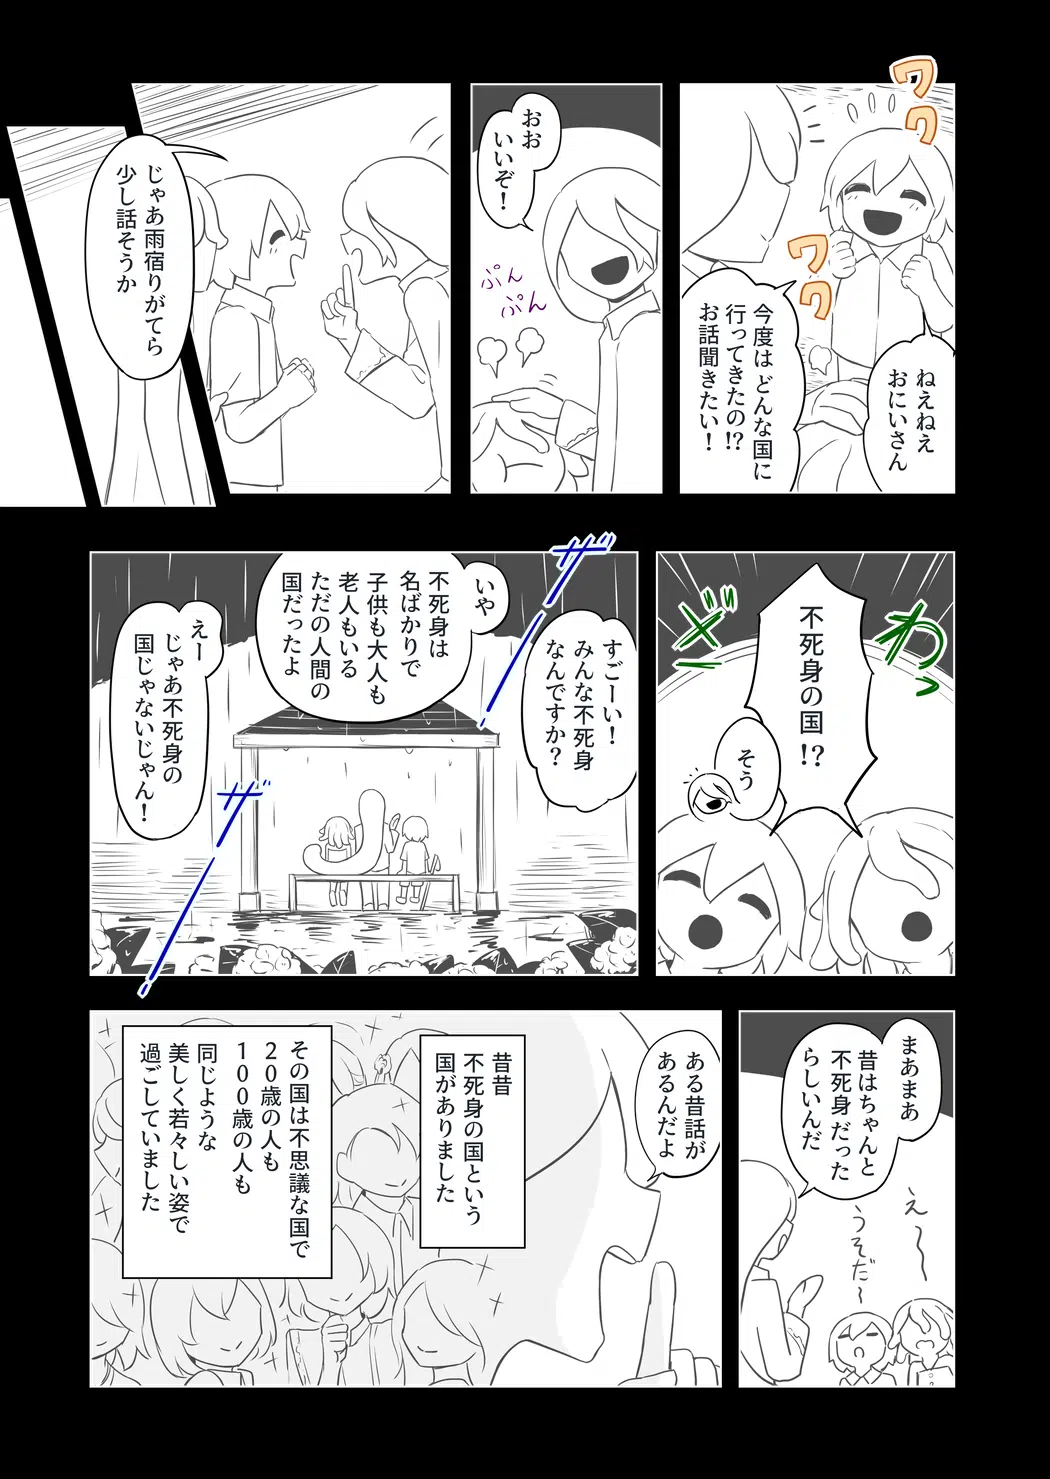 ワワ
ねえねえ
おにいさん
ワワ
今度は どんな国に
行ってきたの!?
お話聞きたい！
おお
いいぞ！
ぷん
ぷん
じゃあ雨宿りがてら
少し話そうか
わっ
不死身の国!?
ズ
そう
ザ
すごーい！
みんな不死身
なんですか？
いや
不死身は
名ばかりで
子供も大人も
老人もいる
ただの人間の
国だったよ
ザ
えー
じゃあ不死身の
国じゃないじゃん！
まあまあ
昔はちゃんと
不死身だった
らしいんだ
え〜
うそだ〜
ある昔話が
あるんだよ
昔昔
不死身の国という
国がありました
その国は不思議な国で
20歳の人も
100歳の人も
同じような
美しく若々しい姿で
過ごしていました